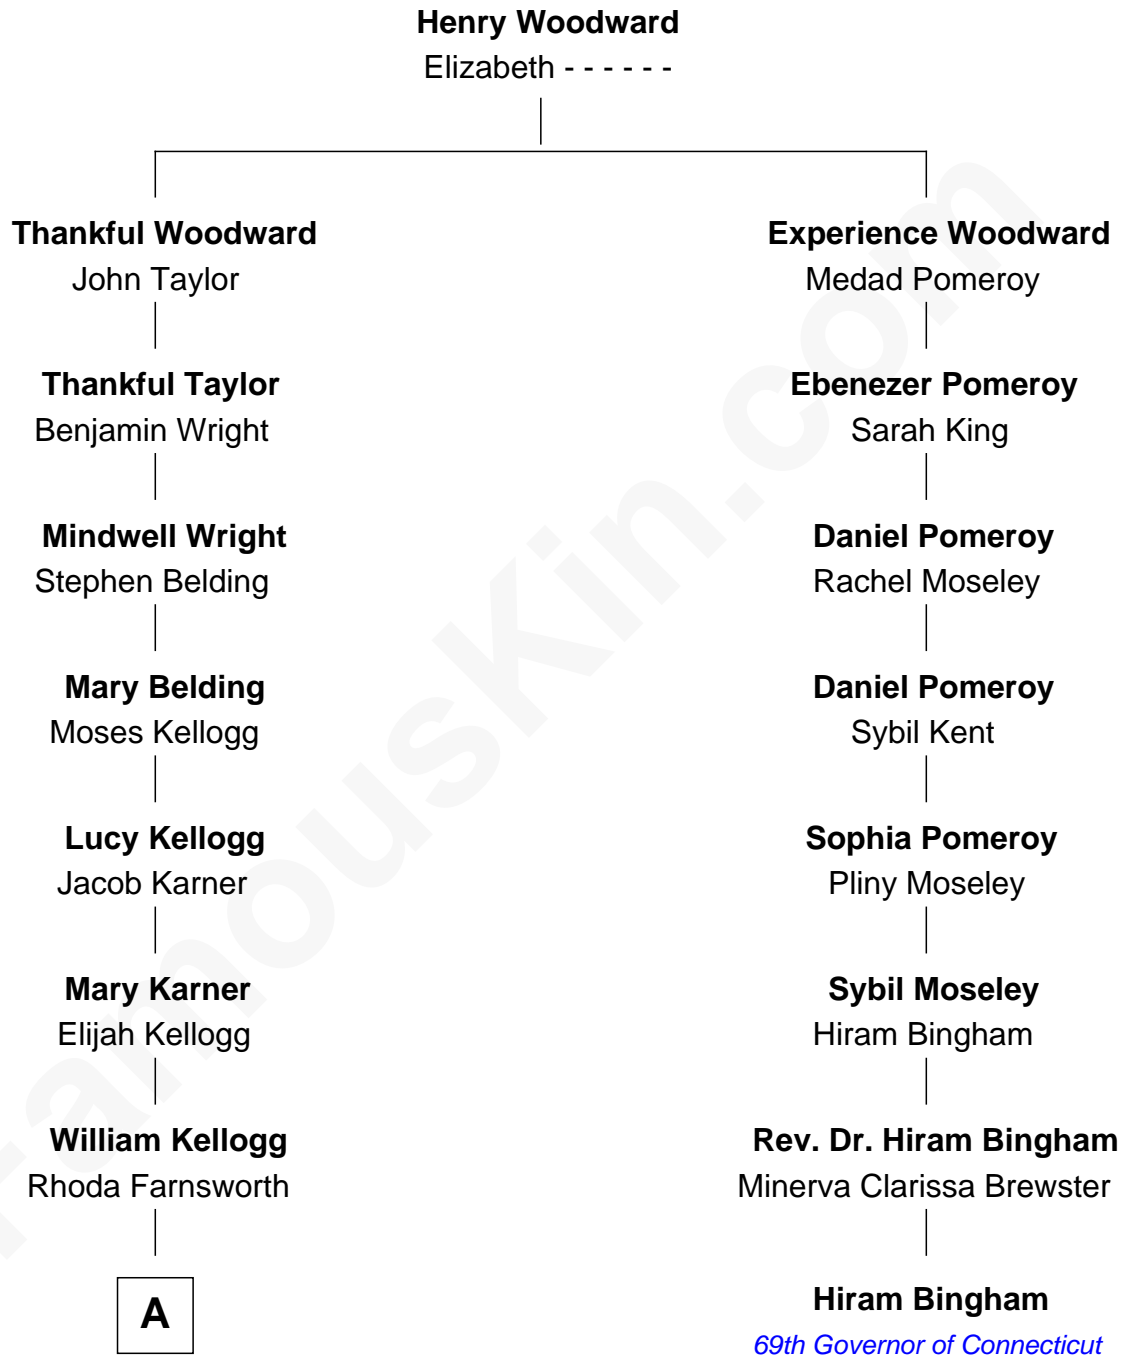 Henry Woodward
Elizabeth - - - - - -
Thankful Woodward
John Taylor
Experience Woodward
Medad Pomeroy
Thankful Taylor
Benjamin Wright
Ebenezer Pomeroy
Sarah King
Mindwell Wright
Stephen Belding
Daniel Pomeroy
Rachel Moseley
Mary Belding
Moses Kellogg
Daniel Pomeroy
Sybil Kent
Lucy Kellogg
Jacob Karner
Sophia Pomeroy
Pliny Moseley
Mary Karner
Elijah Kellogg
Sybil Moseley
Hiram Bingham
William Kellogg
Rhoda Farnsworth
Rev. Dr. Hiram Bingham
Minerva Clarissa Brewster
A
Hiram Bingham
69th Governor of Connecticut
FamousKin.com